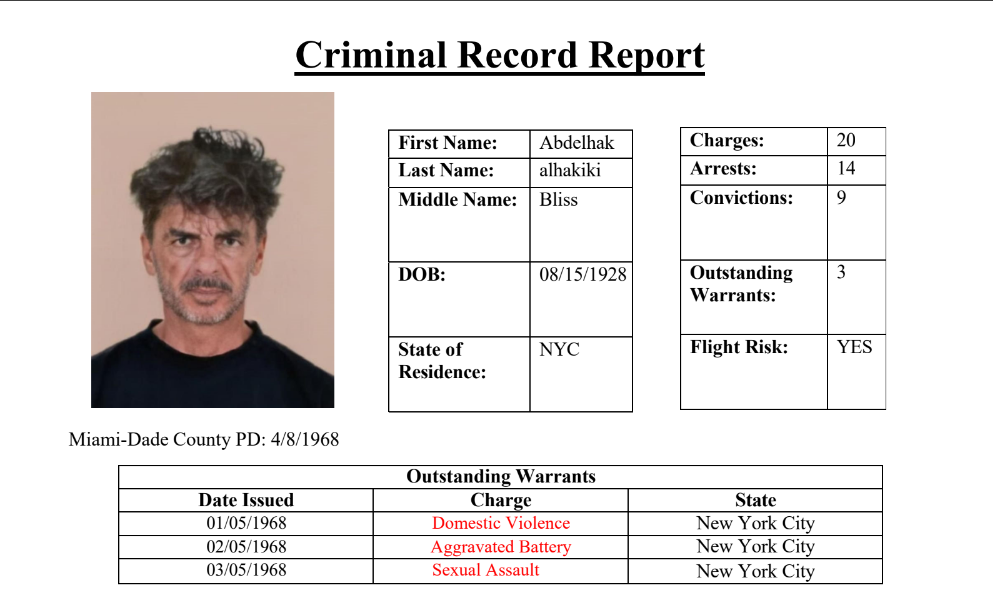 Criminal Record Report
First Name: Abdelhak
Last Name: alhakiki
Middle Name: Bliss
DOB: 08/15/1928
State of Residence: NYC
Charges: 20
Arrests: 14
Convictions: 9
Outstanding Warrants: 3
Flight Risk: YES
Miami-Dade County PD: 4/8/1968
Outstanding Warrants
Date Issued Charge State
01/05/1968 Domestic Violence New York City
02/05/1968 Aggravated Battery New York City
03/05/1968 Sexual Assault New York City